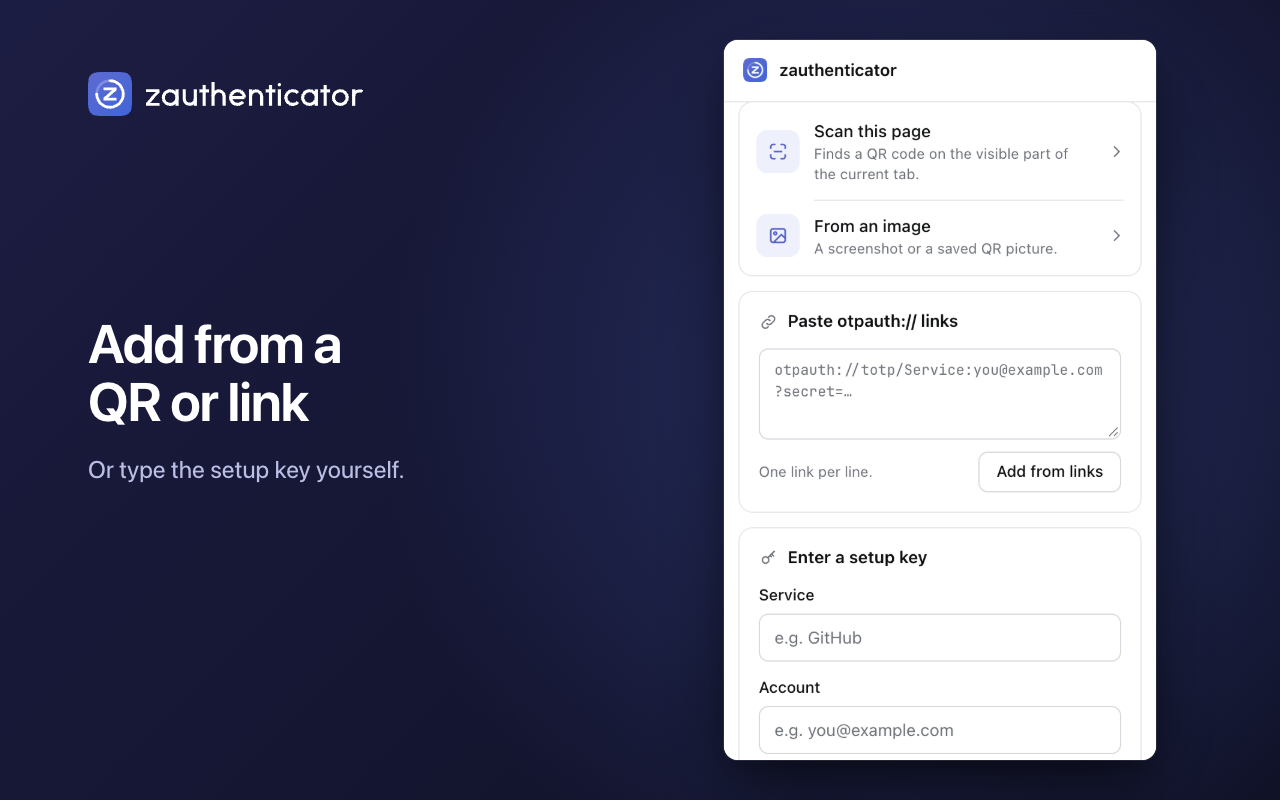 zauthenticator
Add from a
QR or link
Or type the setup key yourself.
zauthenticator
Scan this page
Finds a QR code on the visible part of
the current tab.
From an image
A screenshot or a saved QR picture.
Paste otpauth:// links
otpauth://totp/Service:you@example.com
?secret=…
One link per line.
Add from links
Enter a setup key
Service
e.g. GitHub
Account
e.g. you@example.com